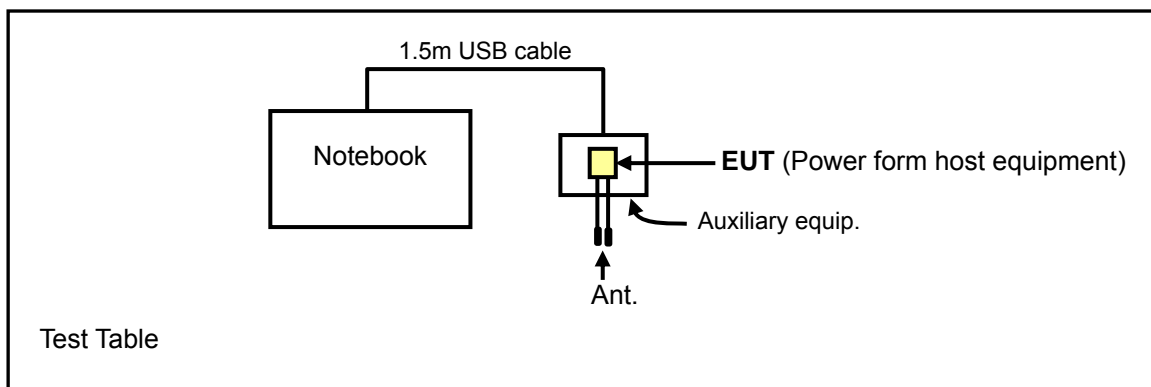 1.5m USB cable
Notebook
EUT (Power form host equipment)
Auxiliary equip.
Ant.
Test Table